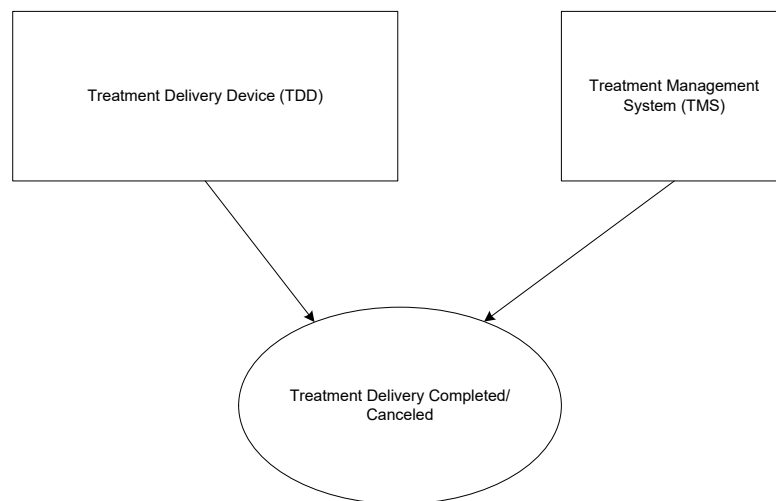 Treatment Delivery Device (TDD)
Treatment Management
System (TMS)
Treatment Delivery Completed/
Canceled